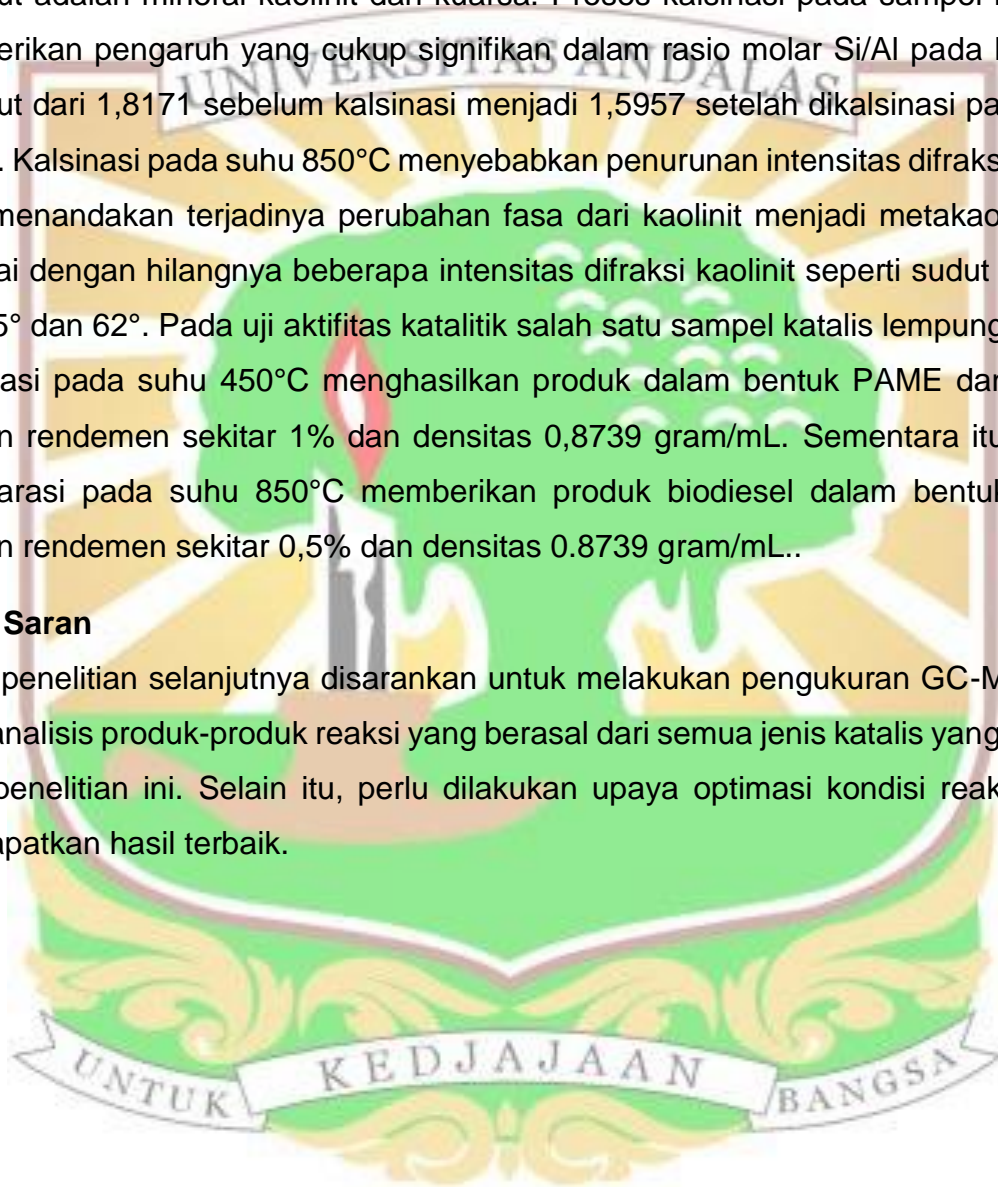 ut adalah mineral kaolinit dan kuarsa. Proses kalsinasi pada sampel
erikan pengaruh yang cukup signifikan dalam rasio molar Si/Al pada
ut dari 1,8171 sebelum kalsinasi menjadi 1,5957 setelah dikalsinasi pa
. Kalsinasi pada suhu 850°C menyebabkan penurunan intensitas difraks
menandakan terjadinya perubahan fasa dari kaolinit menjadi metakao
ai dengan hilangnya beberapa intensitas difraksi kaolinit seperti sudut
5° dan 62°. Pada uji aktifitas katalitik salah satu sampel katalis lempung
asi pada suhu 450°C menghasilkan produk dalam bentuk PAME dan
n rendemen sekitar 1% dan densitas 0,8739 gram/mL. Sementara itu
arasi pada suhu 850°C memberikan produk biodiesel dalam bentuk
n rendemen sekitar 0,5% dan densitas 0.8739 gram/mL..
Saran
penelitian selanjutnya disarankan untuk melakukan pengukuran GC-M
analisis produk-produk reaksi yang berasal dari semua jenis katalis yang
penelitian ini. Selain itu, perlu dilakukan upaya optimasi kondisi reak
apatkan hasil terbaik.
UNIVERSITAS ANDALAS
UNTUK KEDJAJAAN BANGSA